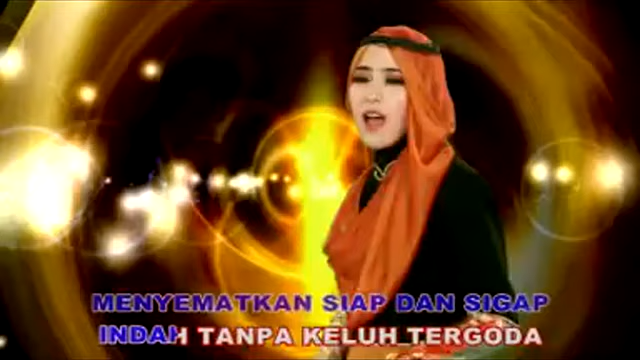 MENYEMATKAN SIAP DAN SIGAP
INDAH TANPA KELUH TERGODA